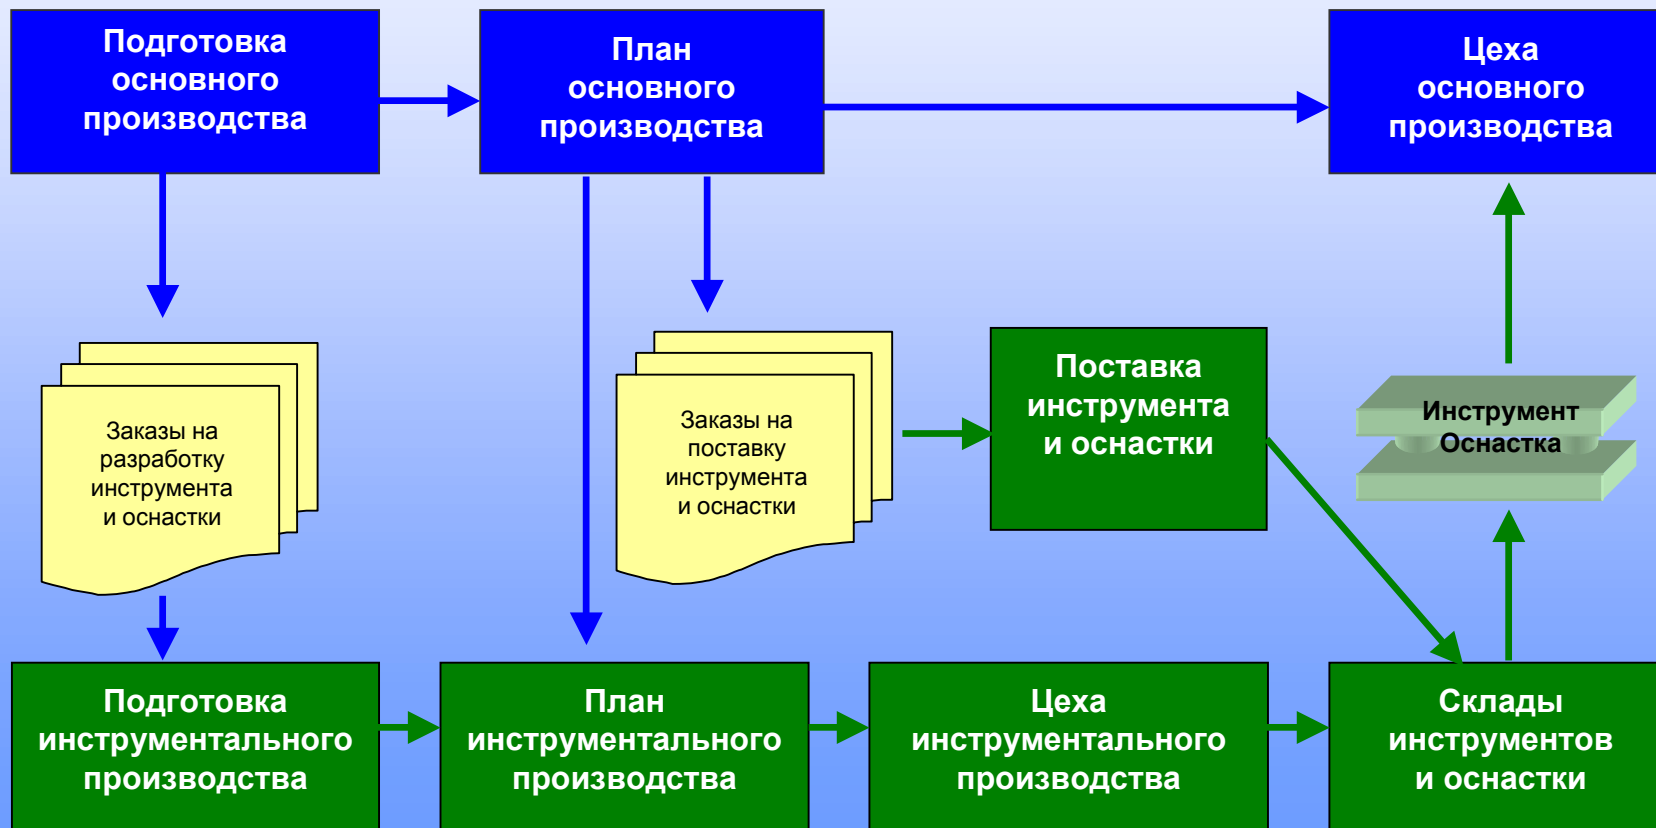 Подготовка
основного
производства
План
основного
производства
Цеха
основного
производства
Заказы на
разработку
инструмента
и оснастки
Заказы на
поставку
инструмента
и оснастки
Поставка
инструмента
и оснастки
Инструмент
Оснастка
Подготовка
инструментального
производства
План
инструментального
производства
Цеха
инструментального
производства
Склады
инструментов
и оснастки